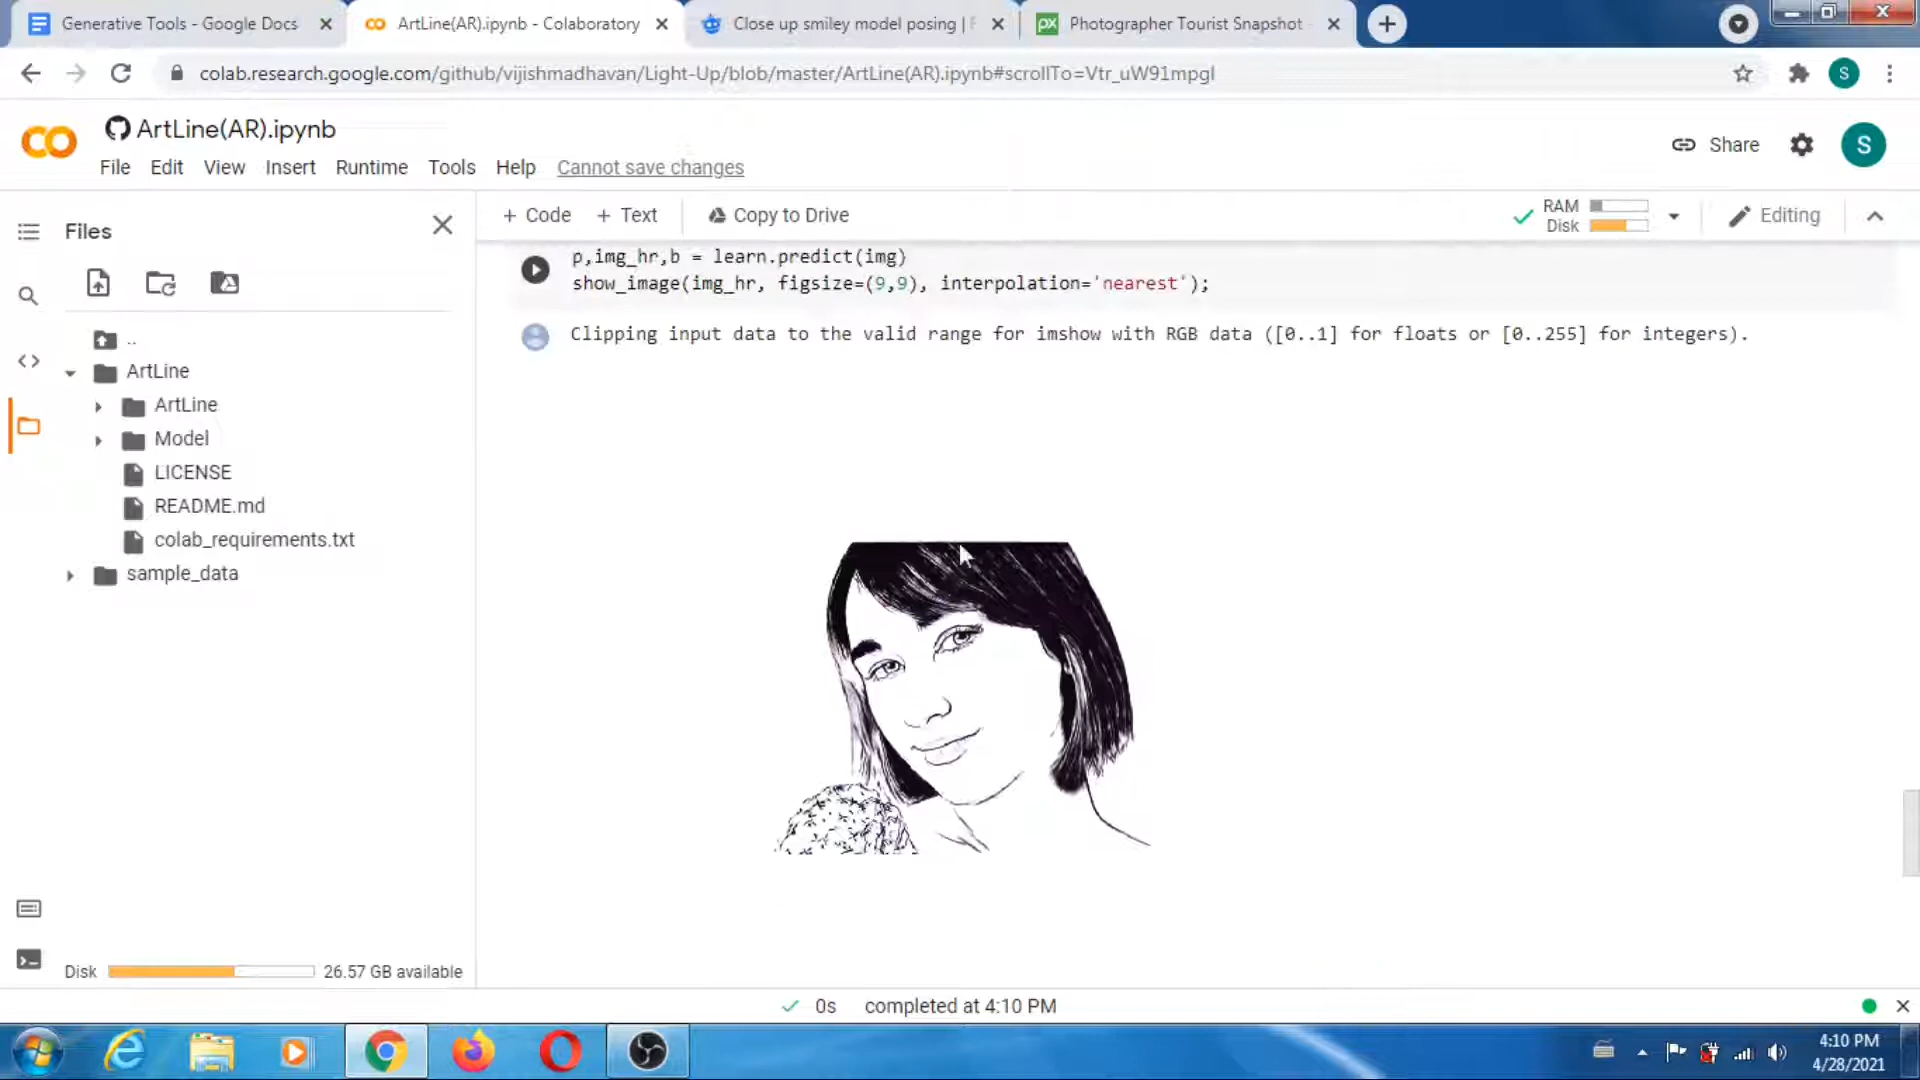 Generative Tools - Google Docs
ArtLine(AR).ipynb - Colaboratory
Close up smiley model posing |
Photographer Tourist Snapshot
colab.research.google.com/github/vijishmadhavan/Light-Up/blob/master/ArtLine(AR).ipynb#scrollTo=Vtr_uW91mpgl
S
ArtLine(AR).ipynb
Share
S
File Edit View Insert Runtime Tools Help Cannot save changes
Files
+ Code + Text Copy to Drive
RAM
Disk
Editing
p,img_hr,b = learn.predict(img)
show_image(img_hr, figsize=(9,9), interpolation='nearest');
Clipping input data to the valid range for imshow with RGB data ([0..1] for floats or [0..255] for integers).
..
ArtLine
ArtLine
Model
LICENSE
README.md
colab_requirements.txt
sample_data
Disk 26.57 GB available
0s completed at 4:10 PM
4:10 PM
4/28/2021